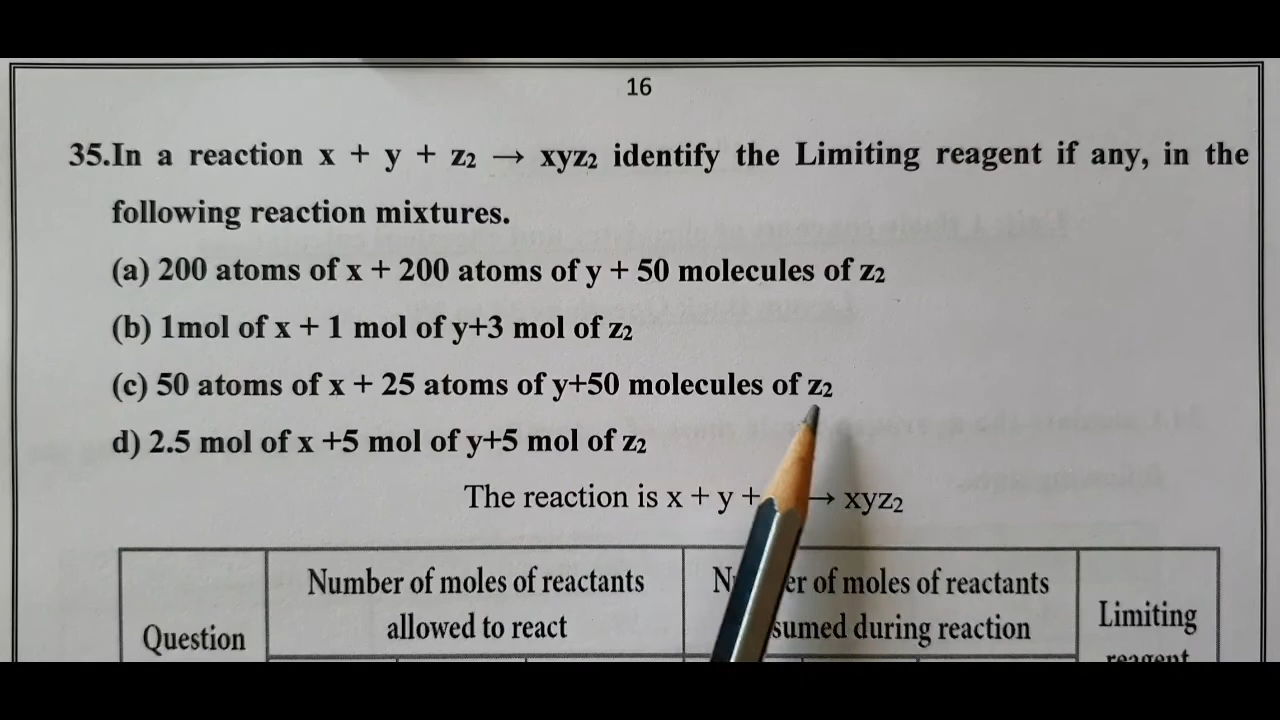 16
35.In a reaction x + y + z₂ → xyz₂ identify the Limiting reagent if any, in the
following reaction mixtures.
(a) 200 atoms of x + 200 atoms of y + 50 molecules of z₂
(b) 1mol of x + 1 mol of y+3 mol of z₂
(c) 50 atoms of x + 25 atoms of y+50 molecules of z₂
d) 2.5 mol of x +5 mol of y+5 mol of z₂
The reaction is x + y + → xyz₂
Number of moles of reactants
allowed to react
of moles of reactants
during reaction
Question
Limiting